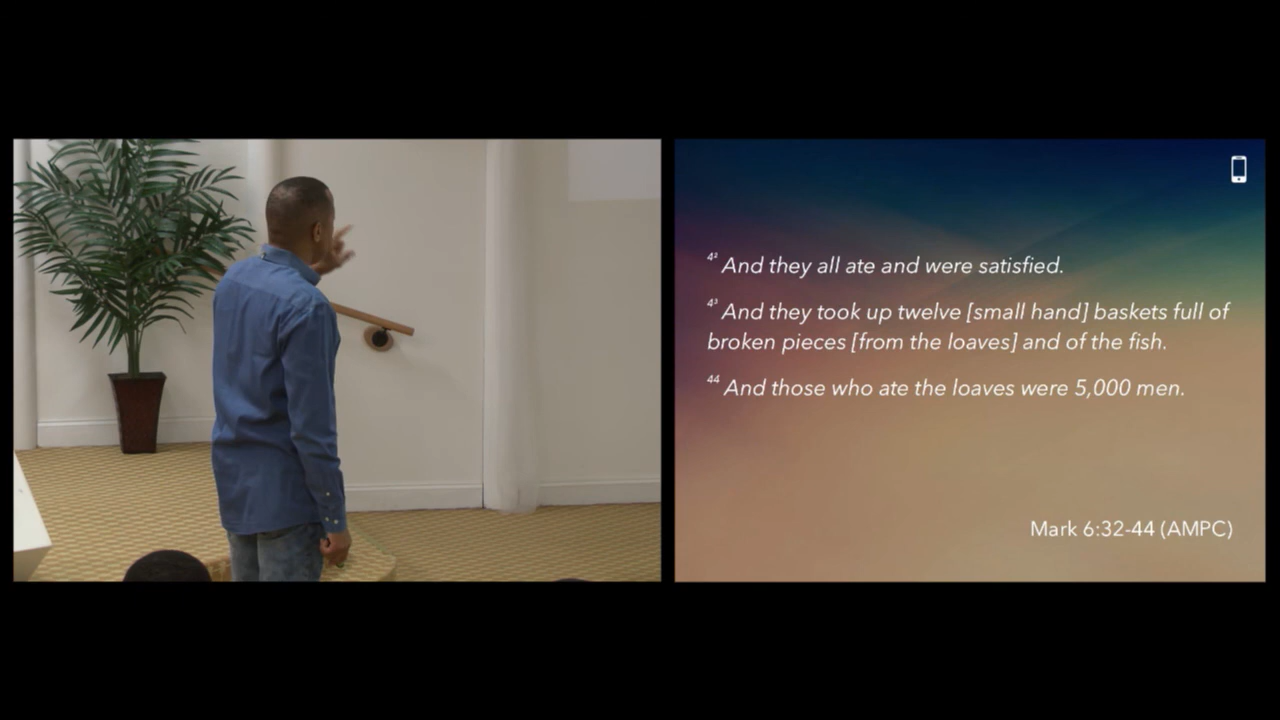 42 And they all ate and were satisfied.
43 And they took up twelve [small hand] baskets full of
broken pieces [from the loaves] and of the fish.
44 And those who ate the loaves were 5,000 men.
Mark 6:32-44 (AMPC)